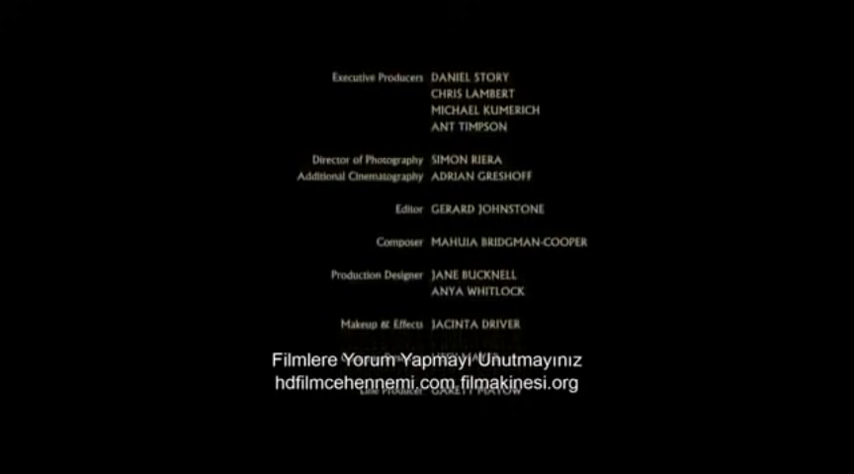 Executive Producers DANIEL STORY
CHRIS LAMBERT
MICHAEL KUMERICH
ANT TIMPSON
Director of Photography SIMON RIERA
Additional Cinematography ADRIAN GRESHOFF
Editor GERARD JOHNSTONE
Composer MAHUIA BRIDGMAN-COOPER
Production Designer JANE BUCKNELL
ANYA WHITLOCK
Makeup & Effects JACINTA DRIVER
Filmlere Yorum Yapmayı Unutmayınız
hdfilmcehennemi.com filmakinesi.org
Line Producer